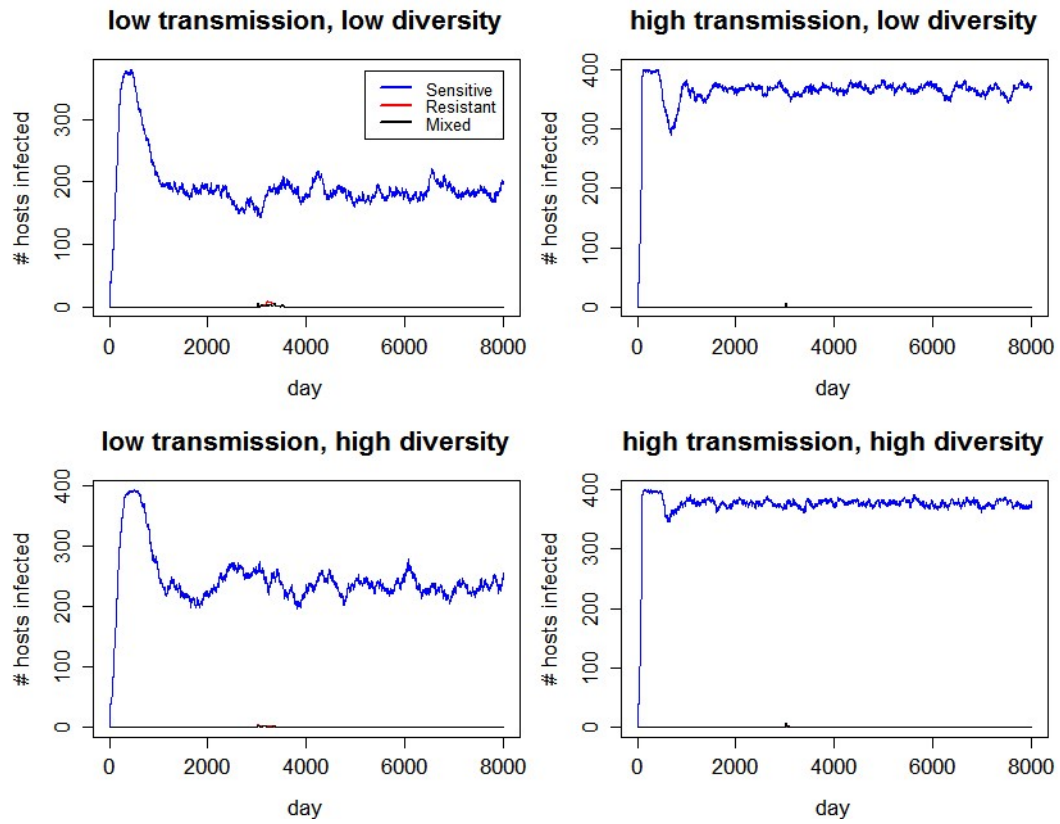 low transmission, low diversity
# hosts infected
300
200
100
0
Sensitive
Resistant
Mixed
0 2000 4000 6000 8000
day
high transmission, low diversity
# hosts infected
400
300
200
100
0
0 2000 4000 6000 8000
day
low transmission, high diversity
# hosts infected
400
300
200
100
0
0 2000 4000 6000 8000
day
high transmission, high diversity
# hosts infected
400
300
200
100
0
0 2000 4000 6000 8000
day